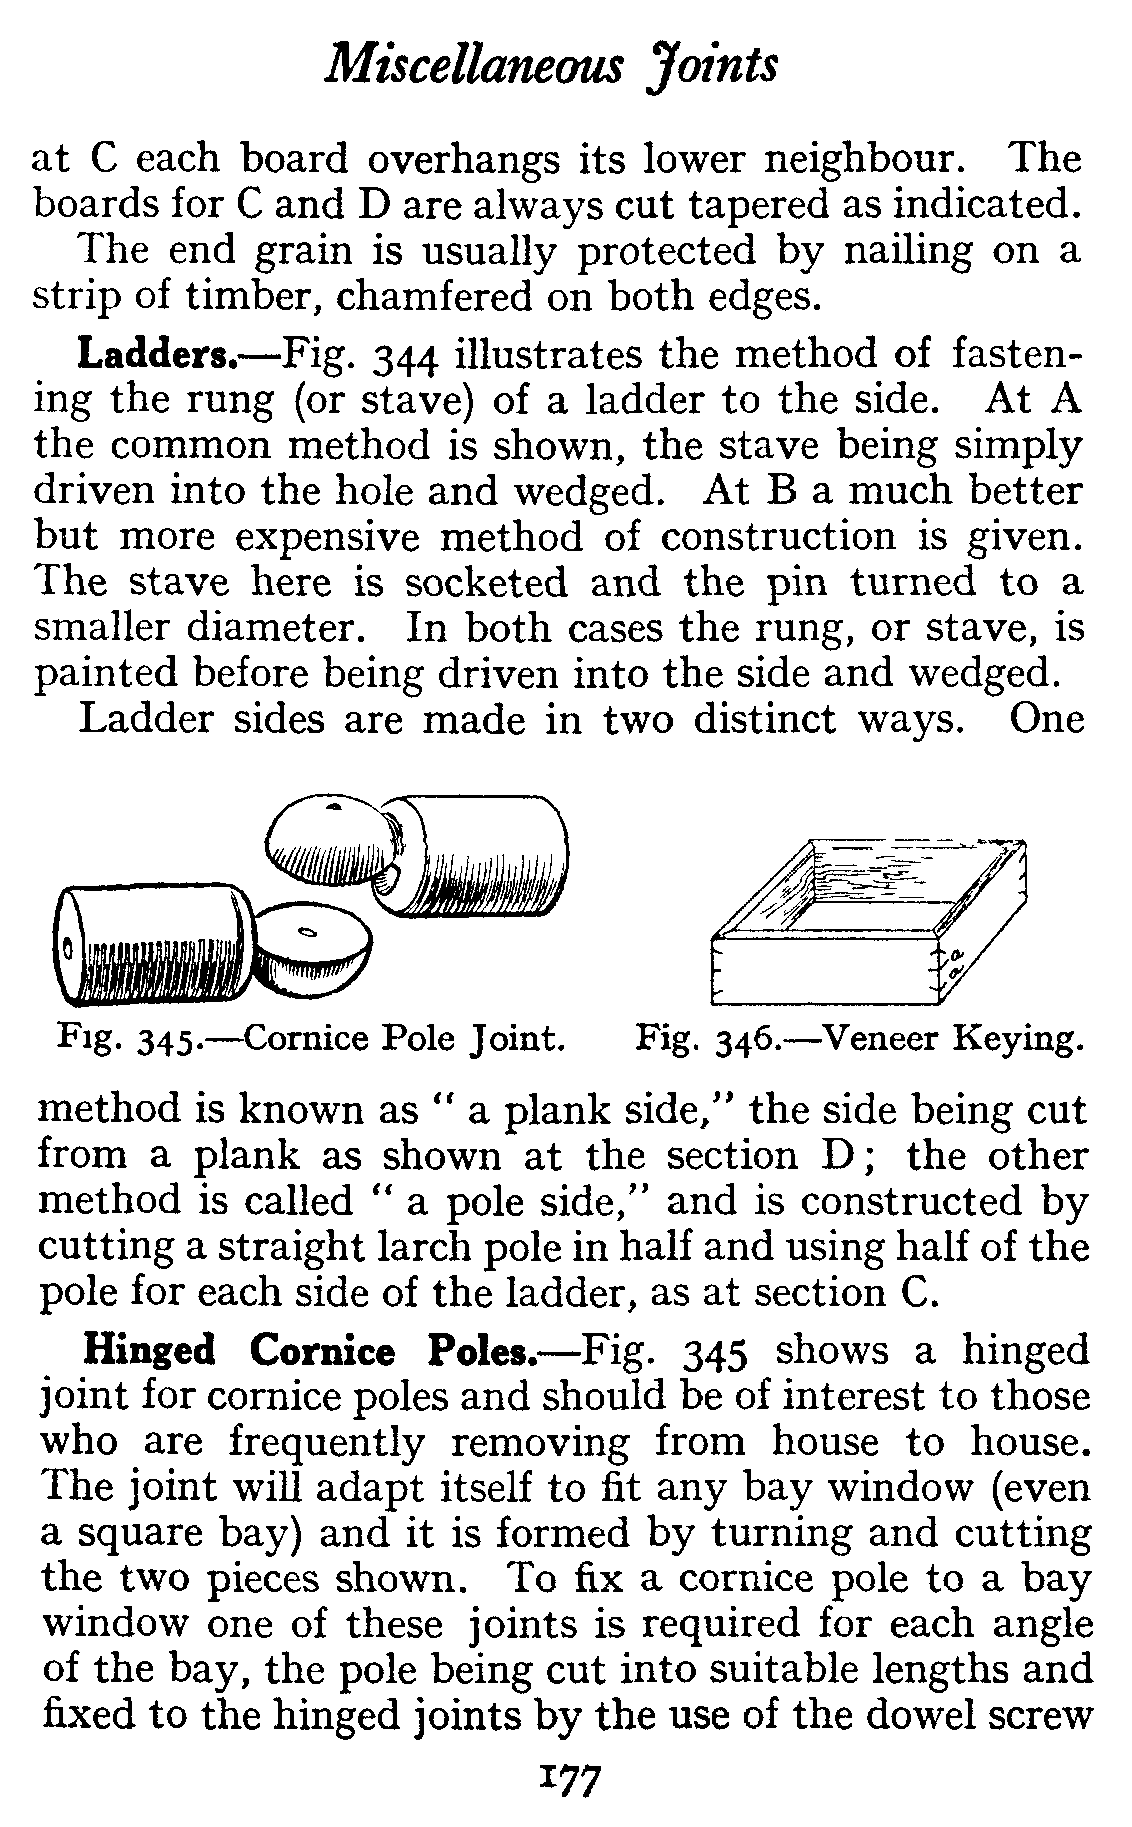 Miscellaneous Joints
at C each board overhangs its lower neighbour. The
boards for C and D are always cut tapered as indicated.
The end grain is usually protected by nailing on a
strip of timber, chamfered on both edges.
Ladders.—Fig. 344 illustrates the method of fasten-
ing the rung (or stave) of a ladder to the side. At A
the common method is shown, the stave being simply
driven into the hole and wedged. At B a much better
but more expensive method of construction is given.
The stave here is socketed and the pin turned to a
smaller diameter. In both cases the rung, or stave, is
painted before being driven into the side and wedged.
Ladder sides are made in two distinct ways. One
a
a
Fig. 345.—Cornice Pole Joint.
Fig. 346.—Veneer Keying.
method is known as " a plank side," the side being cut
from a plank as shown at the section D; the other
method is called " a pole side," and is constructed by
cutting a straight larch pole in half and using half of the
pole for each side of the ladder, as at section C.
Hinged Cornice Poles.—Fig. 345 shows a hinged
joint for cornice poles and should be of interest to those
who are frequently removing from house to house.
The joint will adapt itself to fit any bay window (even
a square bay) and it is formed by turning and cutting
the two pieces shown. To fix a cornice pole to a bay
window one of these joints is required for each angle
of the bay, the pole being cut into suitable lengths and
fixed to the hinged joints by the use of the dowel screw
177